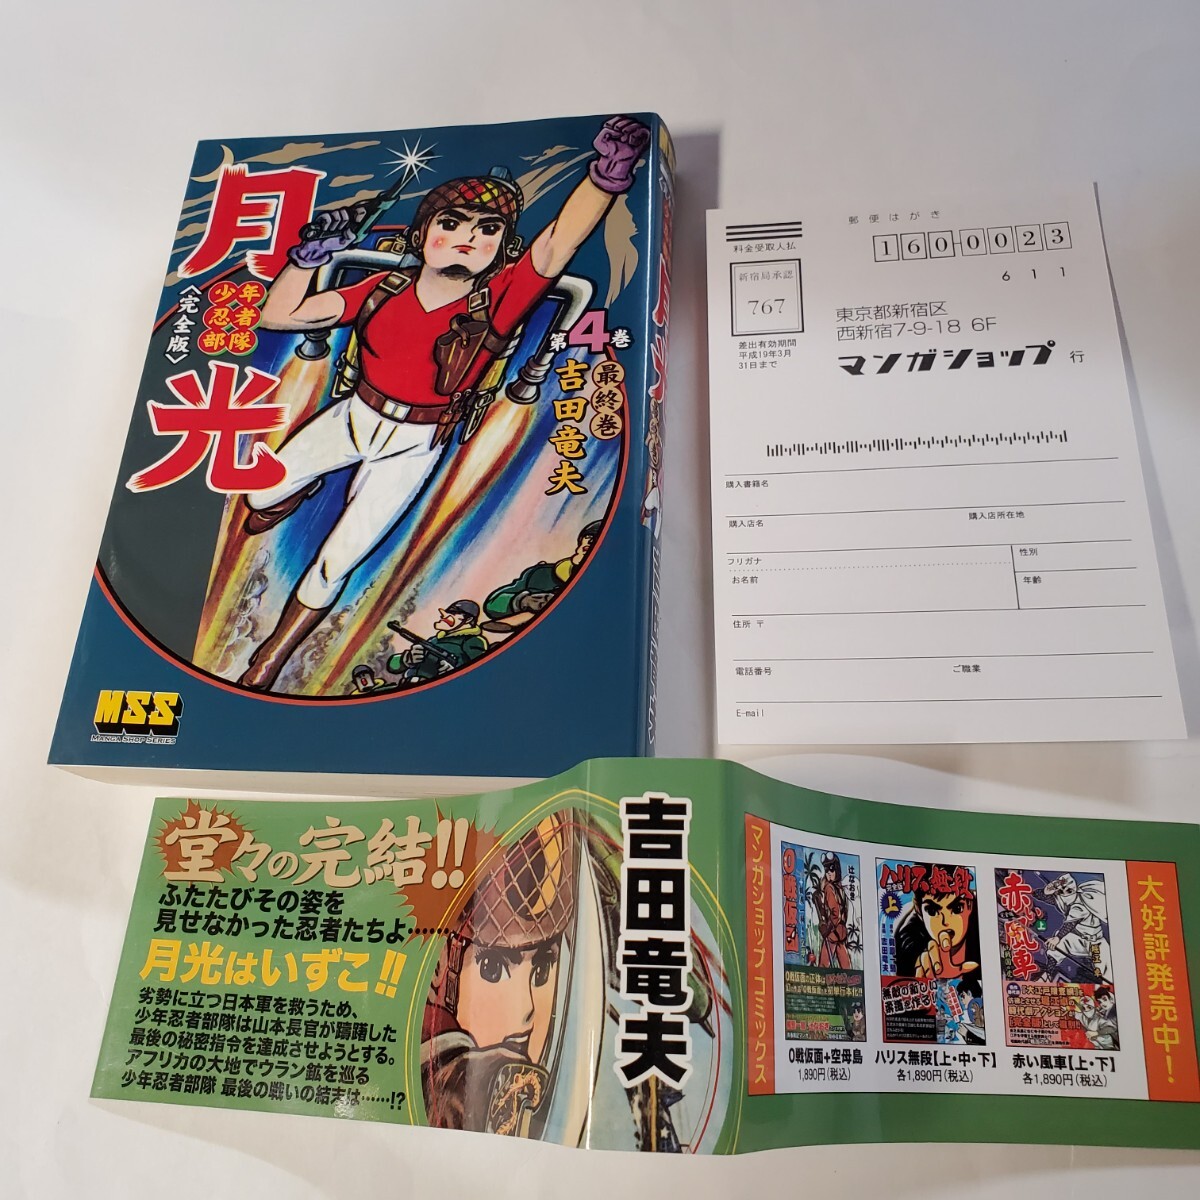 月光
少年
忍者
部隊
〈完全版〉
第4巻
最終巻
吉田竜夫
MSS
MANGA SHOP SERIES
郵便はがき
160-0023
611
料金受取人払
新宿局承認
767
差出有効期間
平成19年3月
31日まで
東京都新宿区
西新宿7-9-18 6F
マンガショップ 行
購入書籍名
購入店名
購入店所在地
フリガナ
お名前
性別
年齢
住所 〒
電話番号
ご職業
E-mail
堂々の完結!!
ふたたびその姿を
見せなかった忍者たちよ……
月光はいずこ!!
劣勢に立つ日本軍を救うため、
少年忍者部隊は山本長官が躊躇した
最後の秘密指令を達成させようとする。
アフリカの大地でウラン鉱を巡る
少年忍者部隊 最後の戦いの結末は……!?
吉田竜夫
マンガショップコミックス
0戦仮面
ハリス無段
上
赤い風車
上
0戦仮面+空母島
1,890円(税込)
ハリス無段【上・中・下】
各1,890円(税込)
赤い風車【上・下】
各1,890円(税込)
大好評発売中!